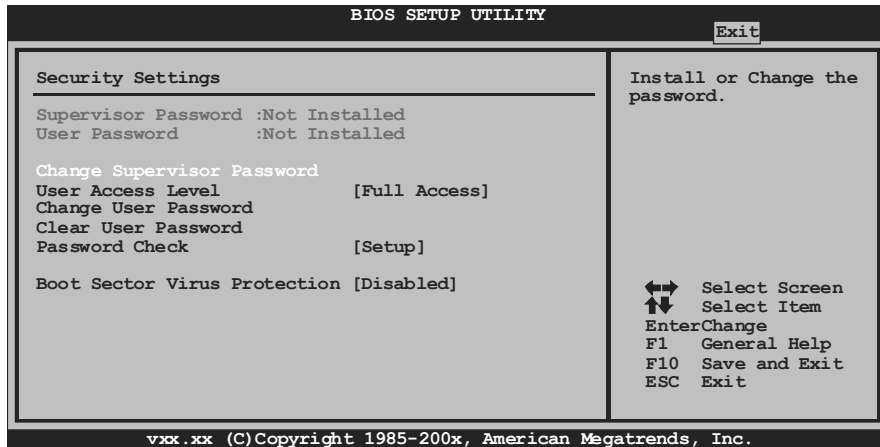 BIOS SETUP UTILITY
Exit
Security Settings
Supervisor Password :Not Installed
User Password :Not Installed
Change Supervisor Password
User Access Level [Full Access]
Change User Password
Clear User Password
Password Check [Setup]
Boot Sector Virus Protection [Disabled]
Install or Change the
password.
Select Screen
Select Item
EnterChange
F1 General Help
F10 Save and Exit
ESC Exit
vxx.xx (C)Copyright 1985-200x, American Megatrends, Inc.